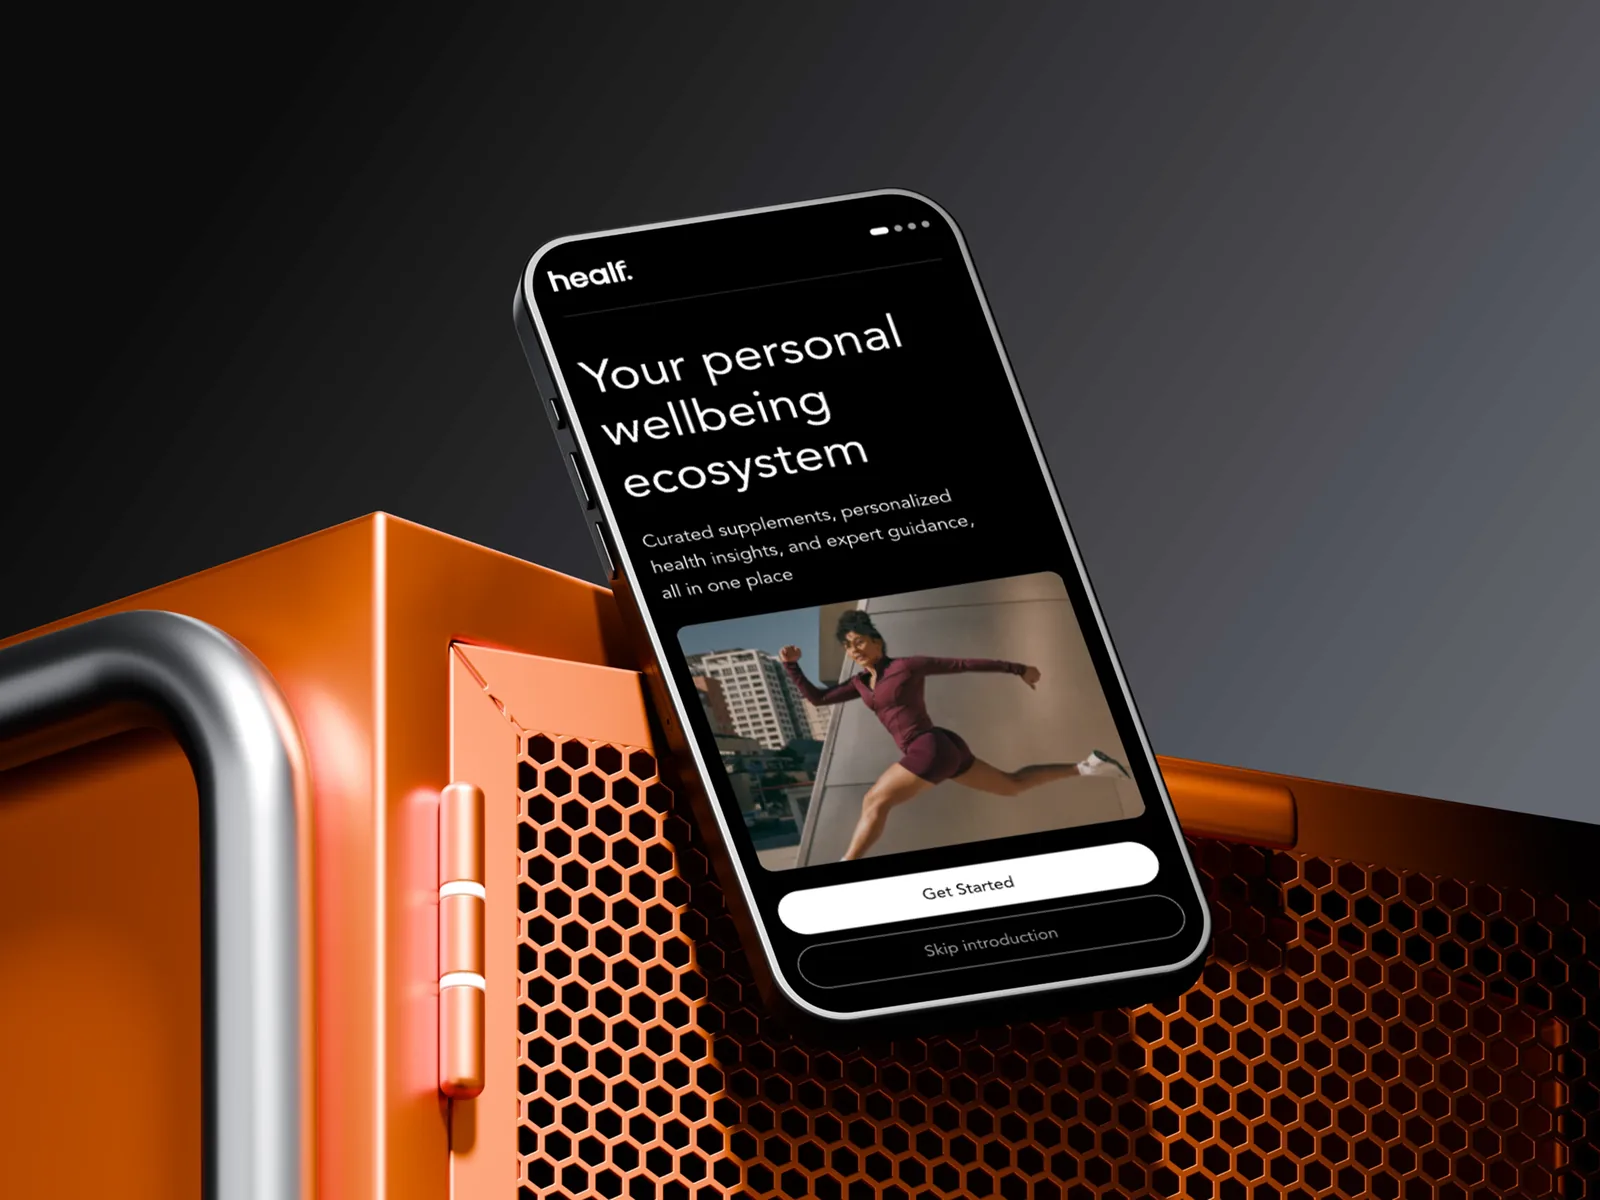 healf.
Your personal
wellbeing
ecosystem
Curated supplements, personalized
health insights, and expert guidance,
all in one place
Get Started
Skip introduction